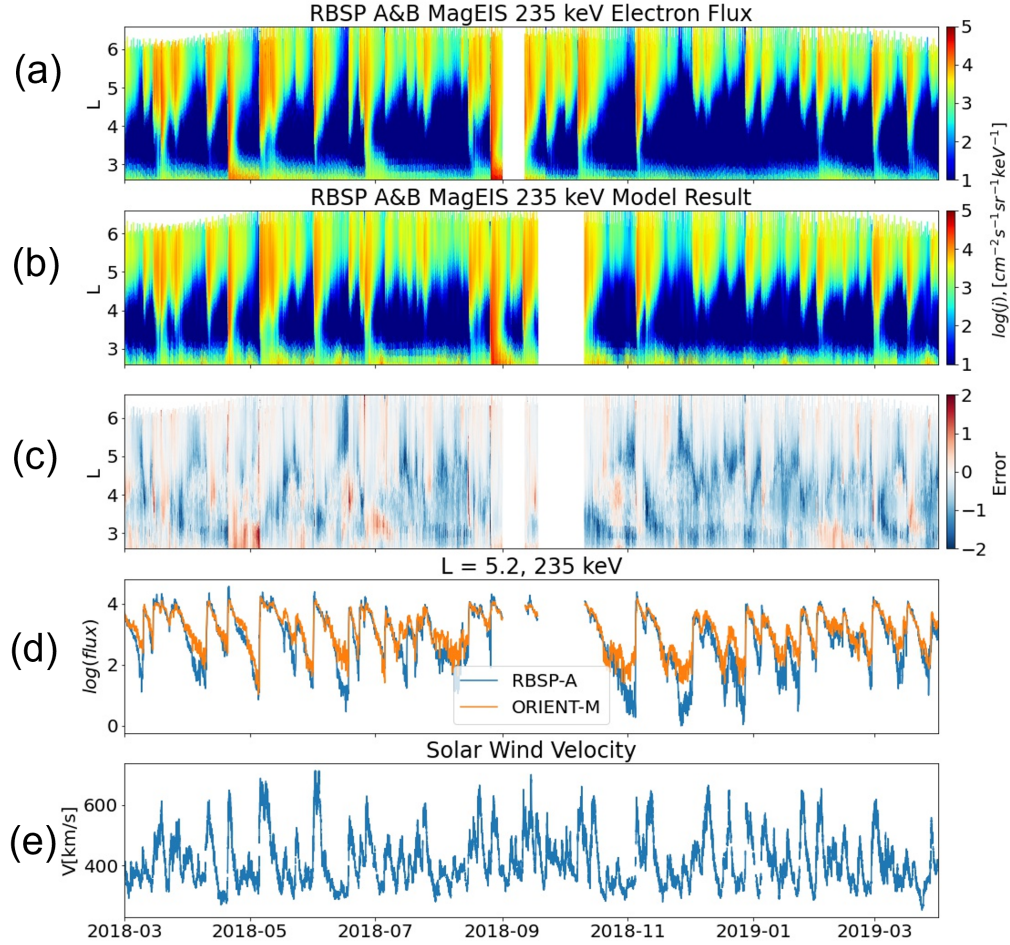 RBSP A&B MagEIS 235 keV Electron Flux
(a)
L
6
5
4
3
5
4
3
2
1
RBSP A&B MagEIS 235 keV Model Result
(b)
L
6
5
4
3
5
4
3
2
1
log(j), [cm⁻²s⁻¹sr⁻¹keV⁻¹]
(c)
L
6
5
4
3
2
1
0
−1
−2
Error
L = 5.2, 235 keV
(d)
log(flux)
4
2
0
RBSP-A
ORIENT-M
Solar Wind Velocity
(e)
V[km/s]
600
400
2018-03 2018-05 2018-07 2018-09 2018-11 2019-01 2019-03